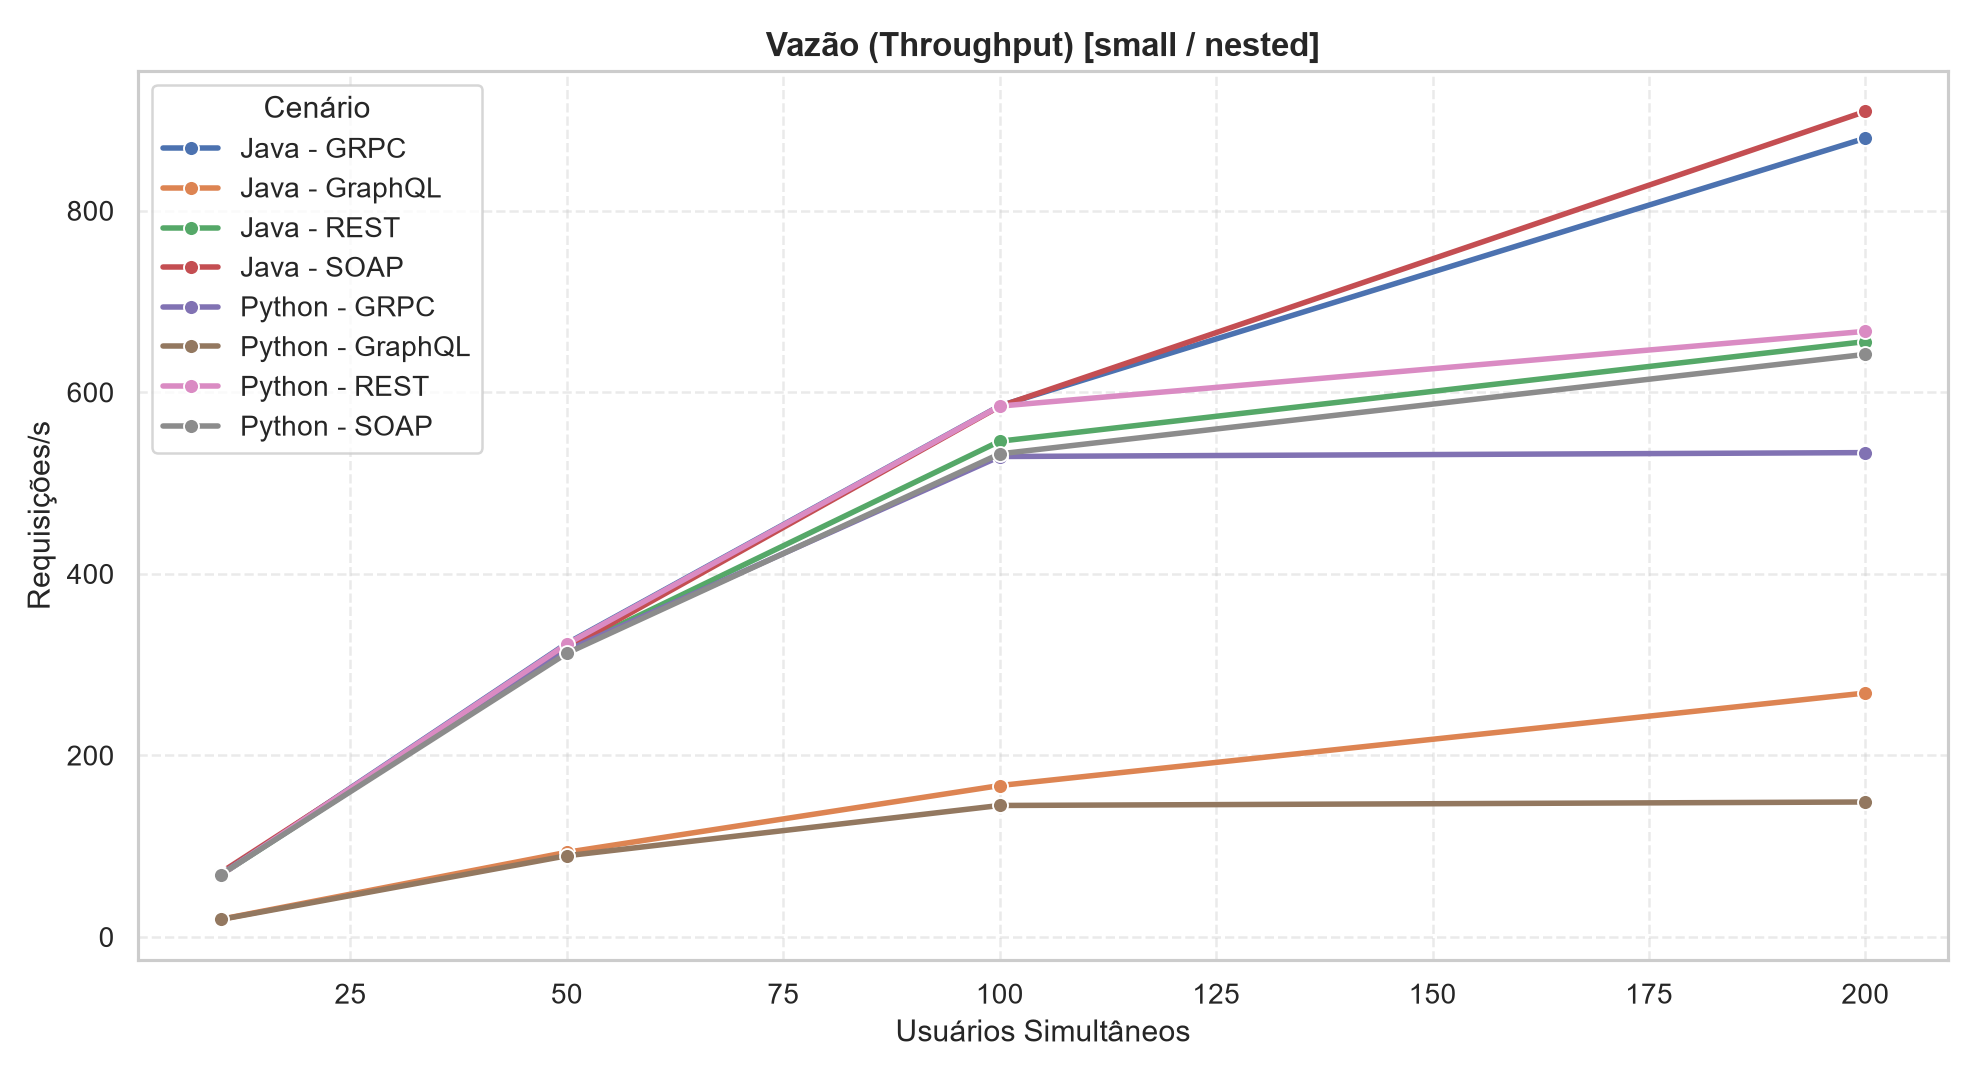 Vazão (Throughput) [small / nested]
Cenário
Java - GRPC
Java - GraphQL
Java - REST
Java - SOAP
Python - GRPC
Python - GraphQL
Python - REST
Python - SOAP
Requisições/s
800
600
400
200
0
25 50 75 100 125 150 175 200
Usuários Simultâneos